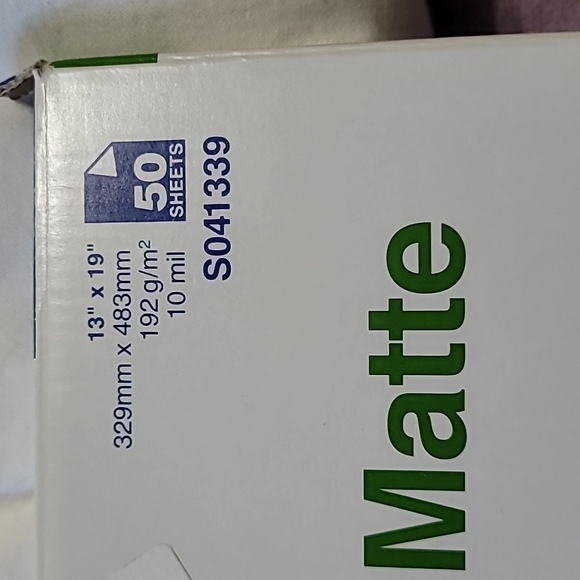 50
SHEETS
13" x 19"
329mm x 483mm
192 g/m²
10 mil
S041339
Matte